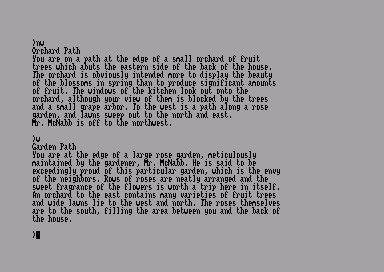 )nw
Orchard Path
You are on a path at the edge of a small orchard of fruit
trees which abuts the eastern side of the back of the house.
The orchard is obviously intended more to display the beauty
of the blossoms in spring than to produce significant amounts
of fruit. The windows of the kitchen look out onto the
orchard, although your view of them is blocked by the trees
and a small grape arbor. To the west is a path along a rose
garden, and lawns sweep out to the north and east.
Mr. McNabb is off to the northwest.
)w
Garden Path
You are at the edge of a large rose garden, meticulously
maintained by the gardener, Mr. McNabb. He is said to be
exceedingly proud of this particular garden, which is the envy
of the neighbors. Rows of roses are neatly arranged and the
sweet fragrance of the flowers is worth a trip here in itself.
An orchard to the east contains many varieties of fruit trees
and wide lawns lie to the west and north. The roses themselves
are to the south, filling the area between you and the back of
the house.
)